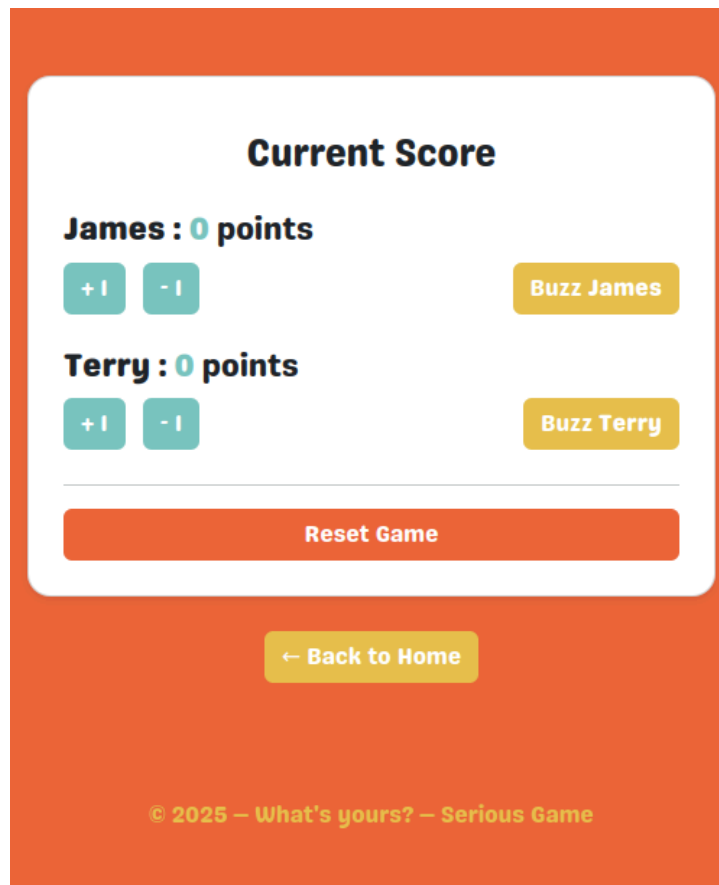 Current Score
James : 0 points
+ 1 - 1 Buzz James
Terry : 0 points
+ 1 - 1 Buzz Terry
Reset Game
← Back to Home
© 2025 – What's yours? – Serious Game